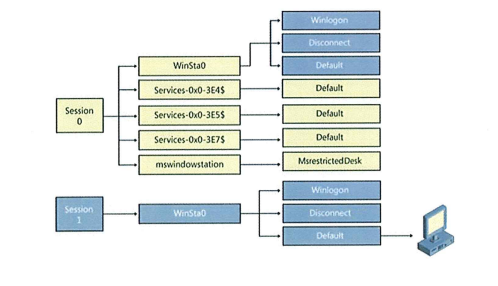 Winlogon
WinSta0
Disconnect
Default
Services-0x0-3E4$
Default
Session
0
Services-0x0-3E5$
Default
Services-0x0-3E7$
Default
mswindowstation
MsrestrictedDesk
Session
1
WinSta0
Winlogon
Disconnect
Default